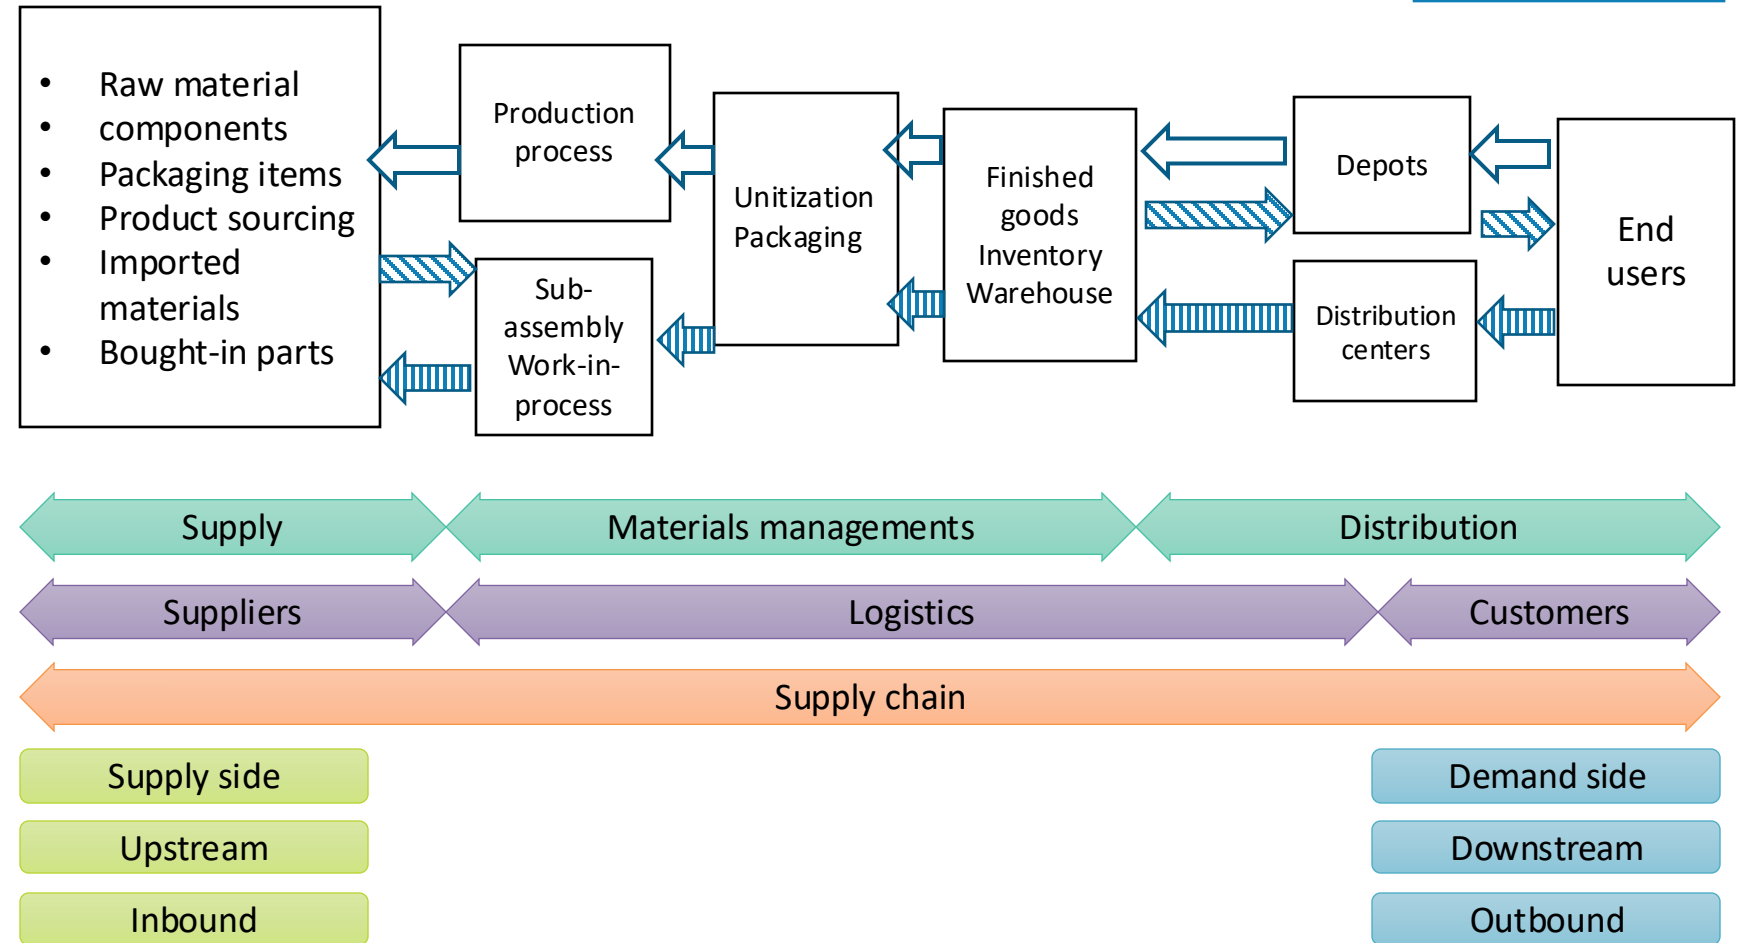 • Raw material
• components
• Packaging items
• Product sourcing
• Imported
materials
• Bought-in parts
Production
process
Sub-
assembly
Work-in-
process
Unitization
Packaging
Finished
goods
Inventory
Warehouse
Depots
Distribution
centers
End
users
Supply
Materials managements
Distribution
Suppliers
Logistics
Customers
Supply chain
Supply side
Demand side
Upstream
Downstream
Inbound
Outbound